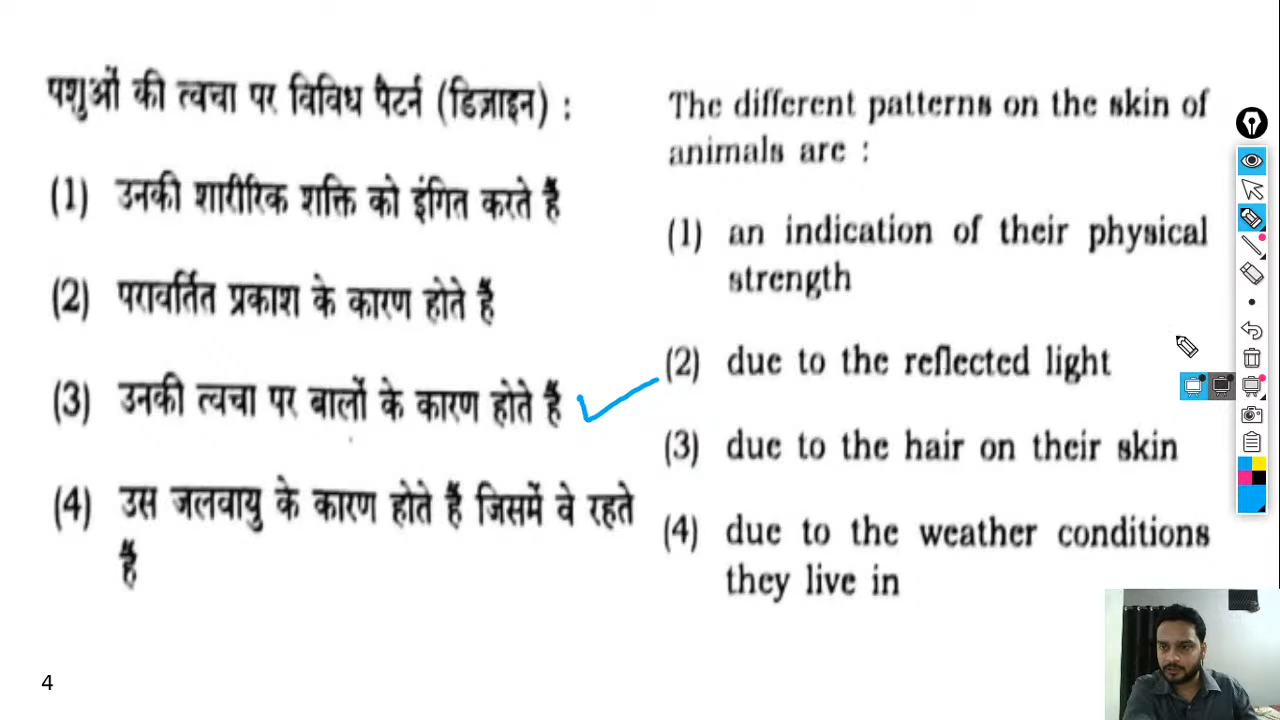 पशुओं की त्वचा पर विविध पैटर्न (डिज़ाइन) :
(1) उनकी शारीरिक शक्ति को इंगित करते हैं
(2) परावर्तित प्रकाश के कारण होते हैं
(3) उनकी त्वचा पर बालों के कारण होते हैं
(4) उस जलवायु के कारण होते हैं जिसमें वे रहते
हैं
The different patterns on the skin of
animals are :
(1) an indication of their physical
strength
(2) due to the reflected light
(3) due to the hair on their skin
(4) due to the weather conditions
they live in
4